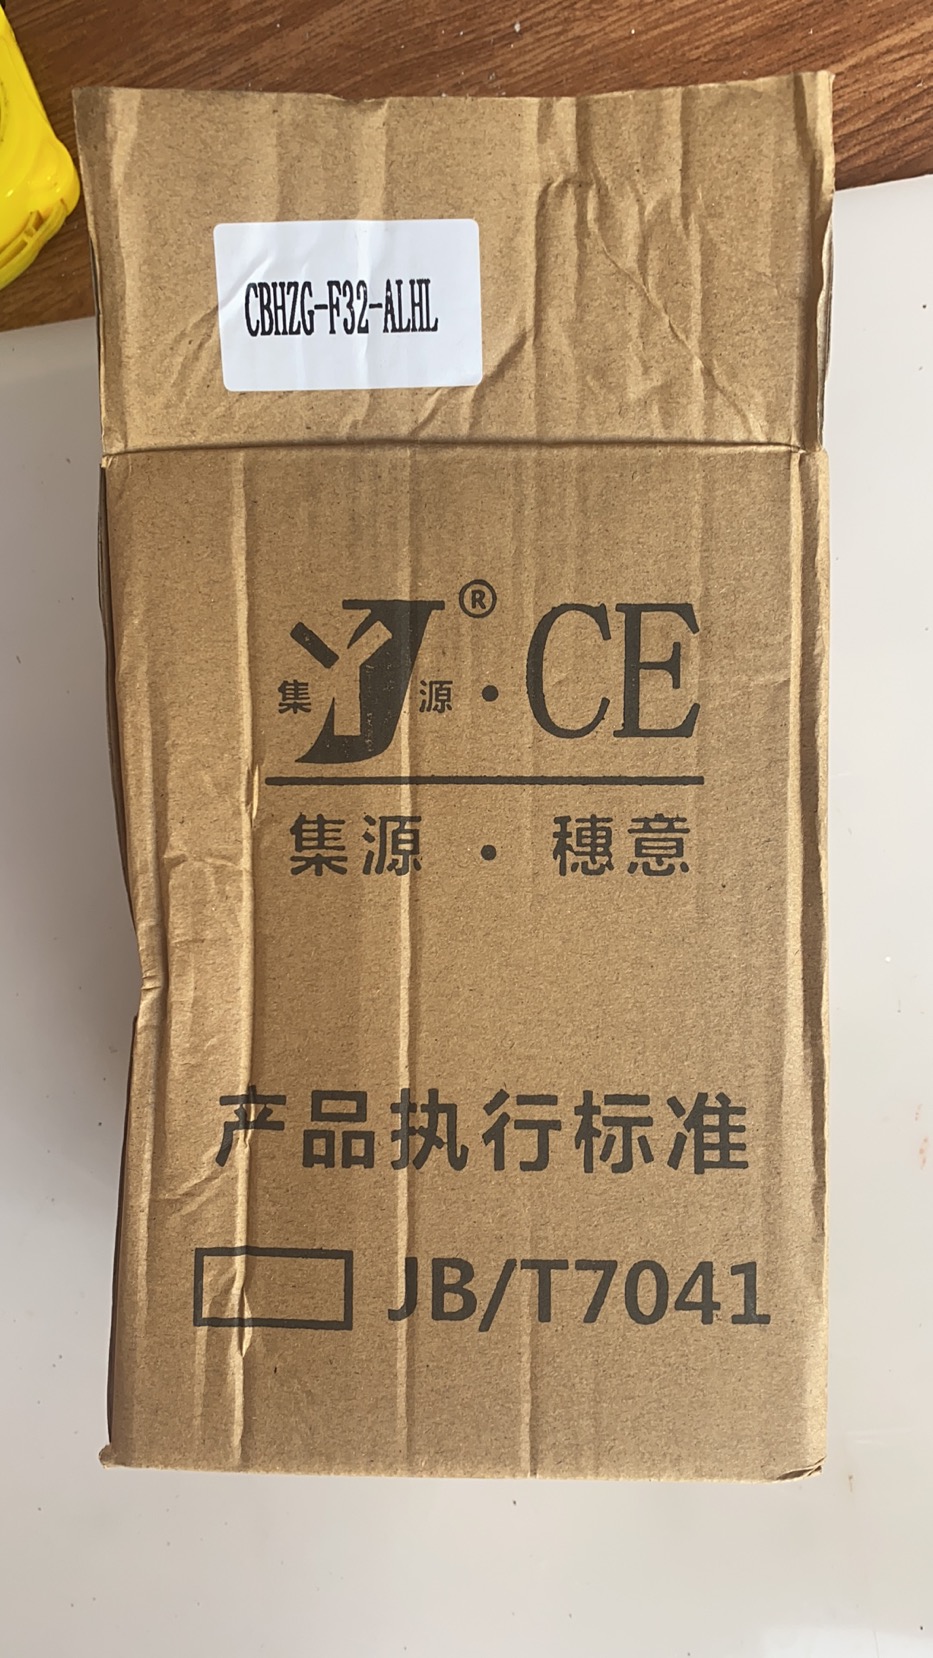 CBHZG-F32-ALHL
®
集 源 · CE
集源 · 穗意
产品执行标准
JB/T7041